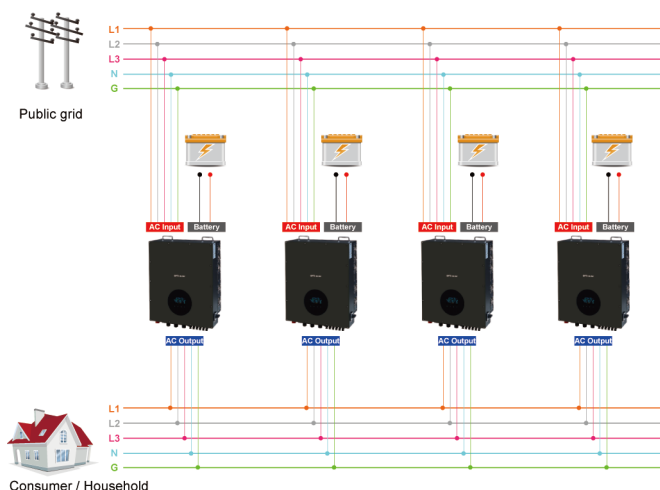 L1
L2
L3
N
G
Public grid
AC Input Battery AC Input Battery AC Input Battery AC Input Battery
AC Output AC Output AC Output AC Output
L1
L2
L3
N
G
Consumer / Household